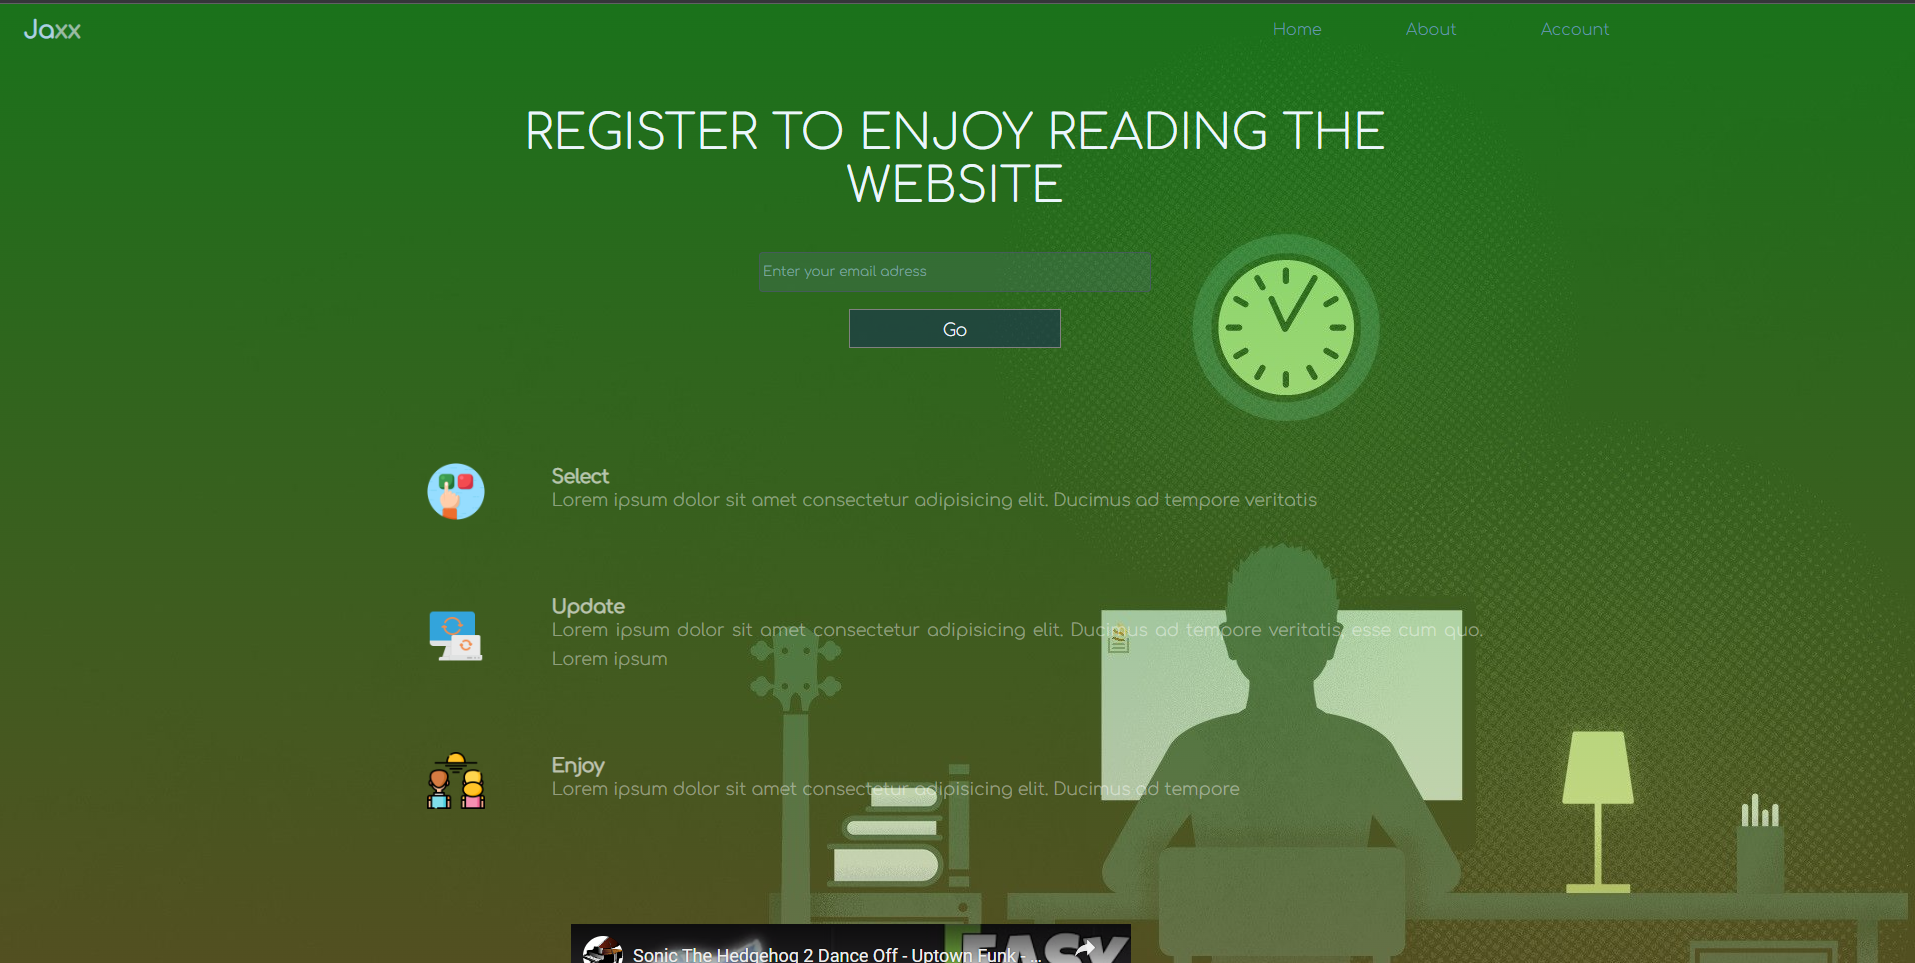 Jaxx
Home About Account
REGISTER TO ENJOY READING THE
WEBSITE
Enter your email adress
Go
Select
Lorem ipsum dolor sit amet consectetur adipisicing elit. Ducimus ad tempore veritatis
Update
Lorem ipsum dolor sit amet consectetur adipisicing elit. Ducimus ad tempore veritatis, esse cum quo.
Lorem ipsum
Enjoy
Lorem ipsum dolor sit amet consectetur adipisicing elit. Ducimus ad tempore
EASY
Sonic The Hedgehog 2 Dance Off - Uptown Funk - ...